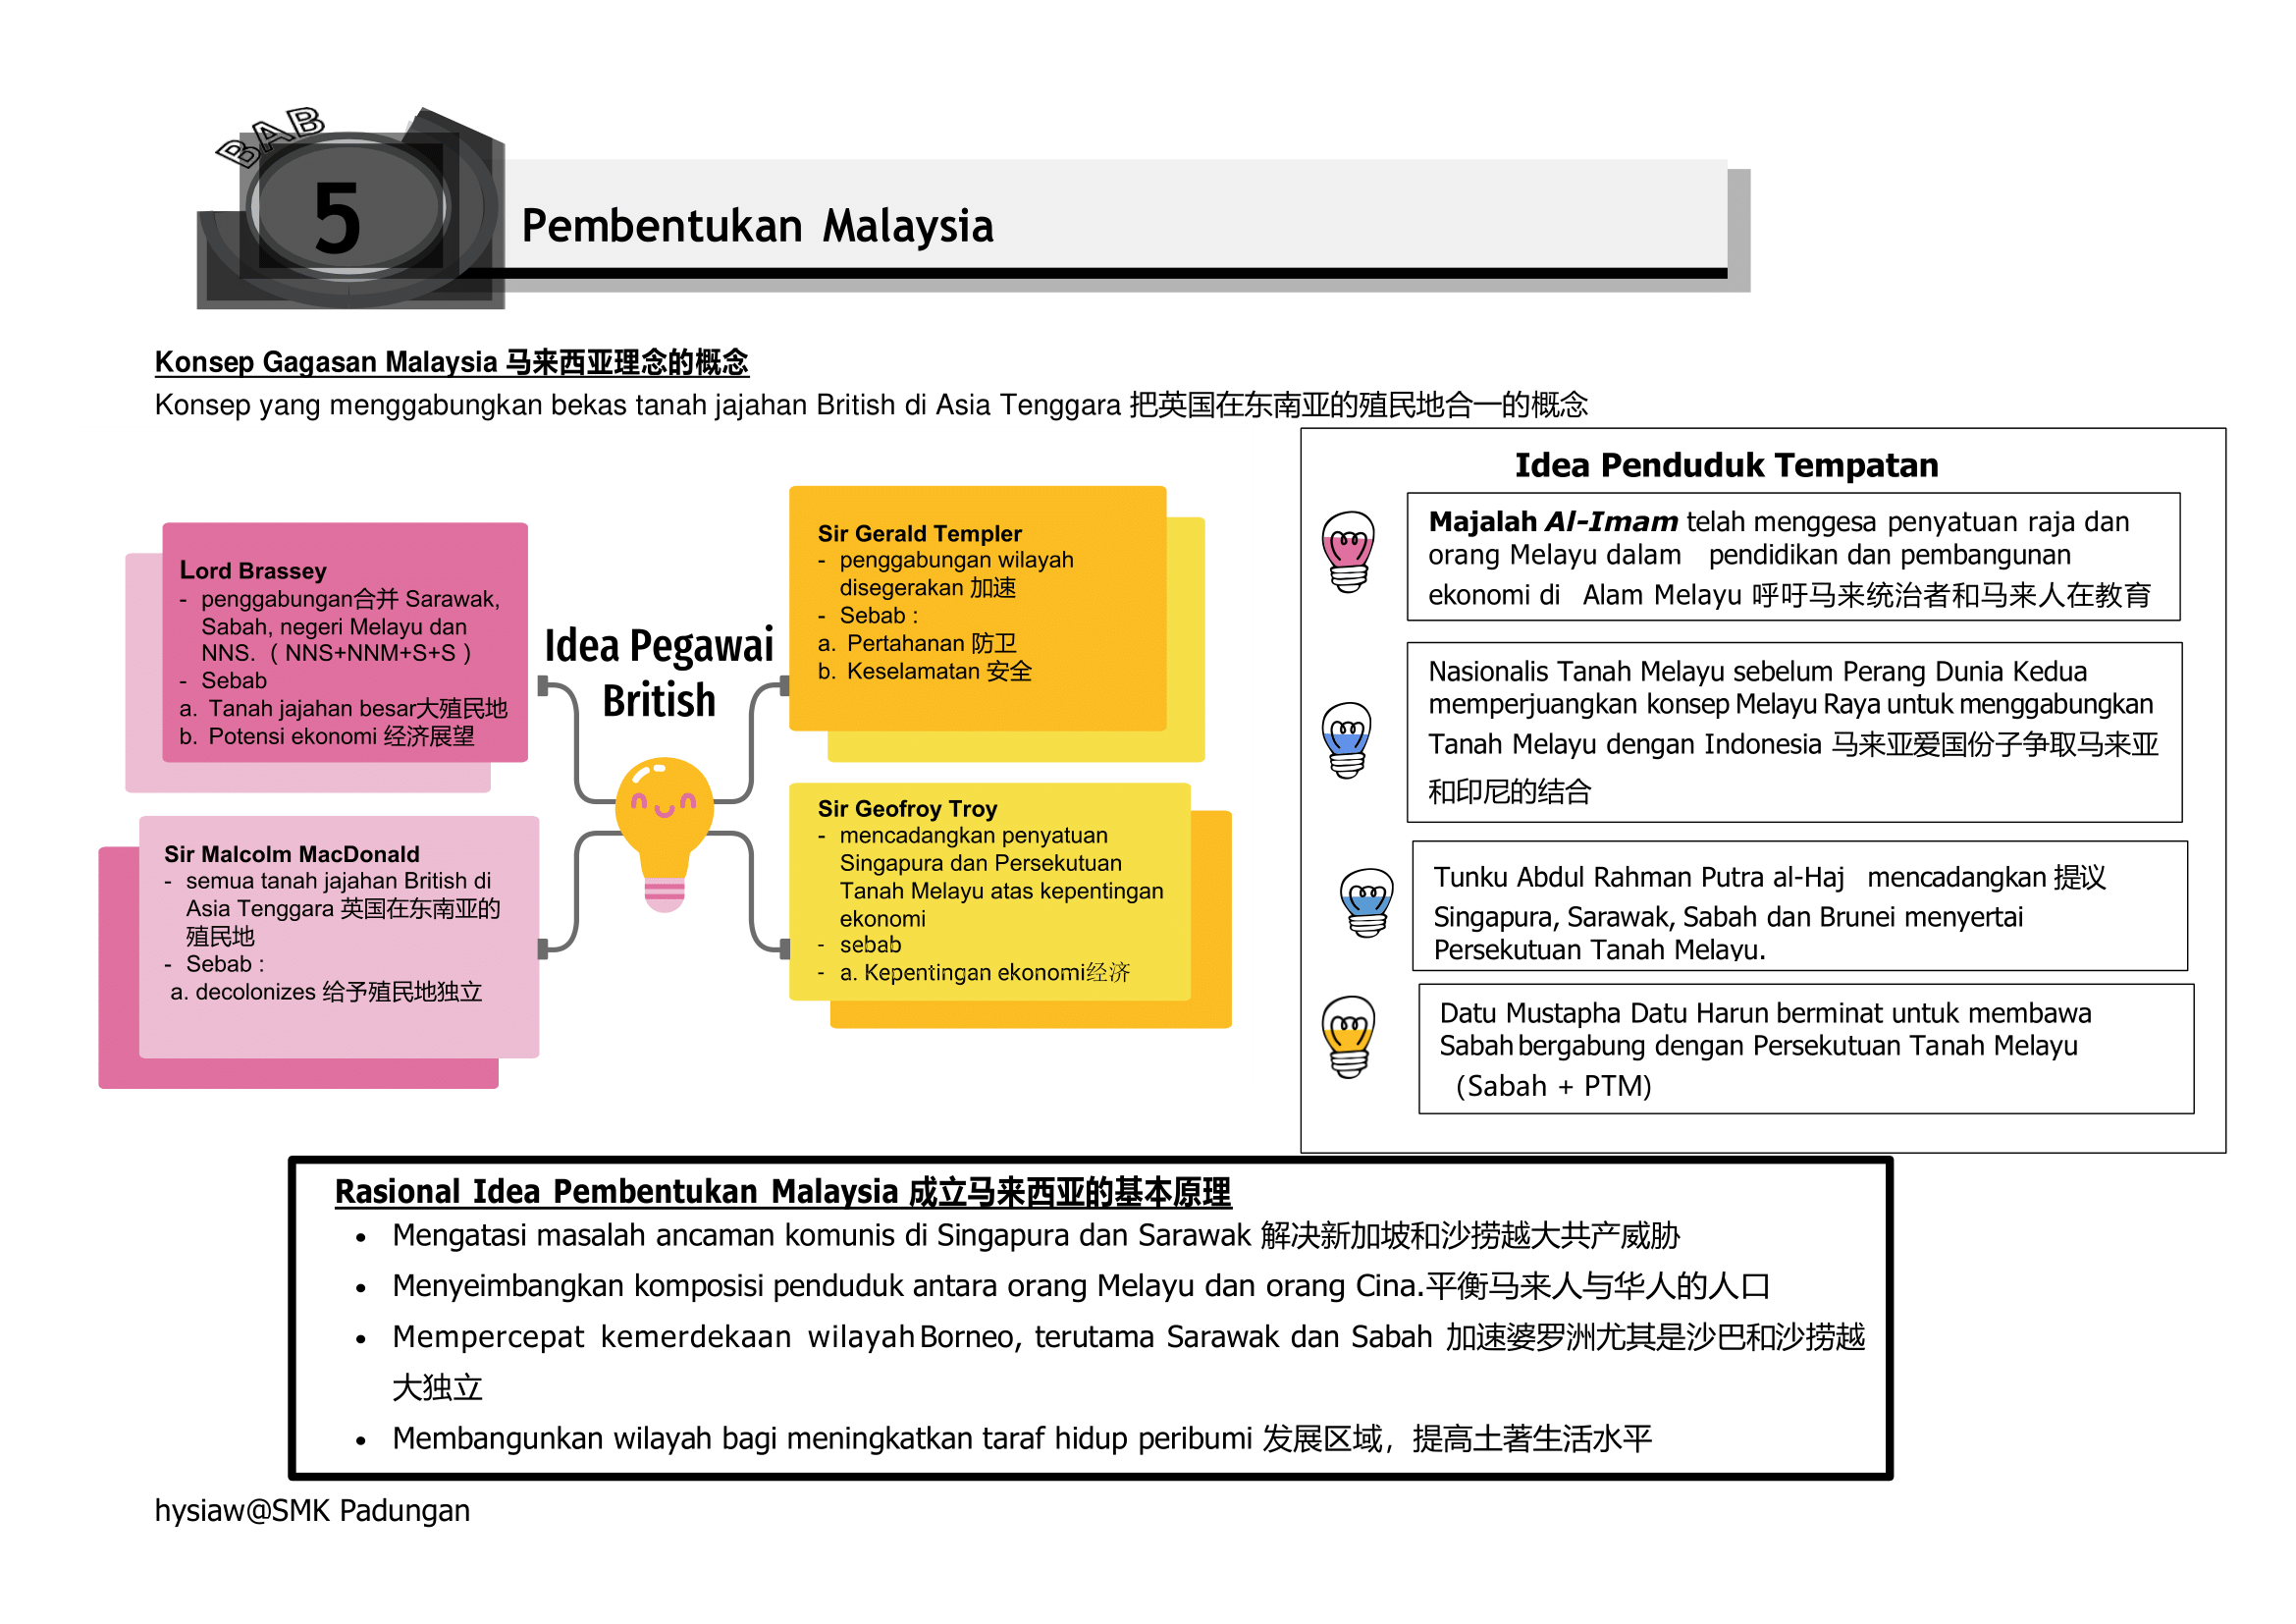 BAB
5
Pembentukan Malaysia
Konsep Gagasan Malaysia 马来西亚理念的概念
Konsep yang menggabungkan bekas tanah jajahan British di Asia Tenggara 把英国在东南亚的殖民地合一的概念
Lord Brassey
- penggabungan合并 Sarawak,
Sabah, negeri Melayu dan
NNS. （ NNS+NNM+S+S ）
- Sebab
a. Tanah jajahan besar大殖民地
b. Potensi ekonomi 经济展望
Sir Malcolm MacDonald
- semua tanah jajahan British di
Asia Tenggara 英国在东南亚的
殖民地
- Sebab :
a. decolonizes 给予殖民地独立
Idea Pegawai
British
Sir Gerald Templer
- penggabungan wilayah
disegerakan 加速
- Sebab :
a. Pertahanan 防卫
b. Keselamatan 安全
Sir Geofroy Troy
- mencadangkan penyatuan
Singapura dan Persekutuan
Tanah Melayu atas kepentingan
ekonomi
- sebab
- a. Kepentingan ekonomi经济
Idea Penduduk Tempatan
Majalah Al-Imam telah menggesa penyatuan raja dan
orang Melayu dalam pendidikan dan pembangunan
ekonomi di Alam Melayu 呼吁马来统治者和马来人在教育
Nasionalis Tanah Melayu sebelum Perang Dunia Kedua
memperjuangkan konsep Melayu Raya untuk menggabungkan
Tanah Melayu dengan Indonesia 马来亚爱国份子争取马来亚
和印尼的结合
Tunku Abdul Rahman Putra al-Haj mencadangkan 提议
Singapura, Sarawak, Sabah dan Brunei menyertai
Persekutuan Tanah Melayu.
Datu Mustapha Datu Harun berminat untuk membawa
Sabah bergabung dengan Persekutuan Tanah Melayu
（Sabah + PTM)
Rasional Idea Pembentukan Malaysia 成立马来西亚的基本原理
• Mengatasi masalah ancaman komunis di Singapura dan Sarawak 解决新加坡和沙捞越大共产威胁
• Menyeimbangkan komposisi penduduk antara orang Melayu dan orang Cina.平衡马来人与华人的人口
• Mempercepat kemerdekaan wilayah Borneo, terutama Sarawak dan Sabah 加速婆罗洲尤其是沙巴和沙捞越
大独立
• Membangunkan wilayah bagi meningkatkan taraf hidup peribumi 发展区域，提高土著生活水平
hysiaw@SMK Padungan